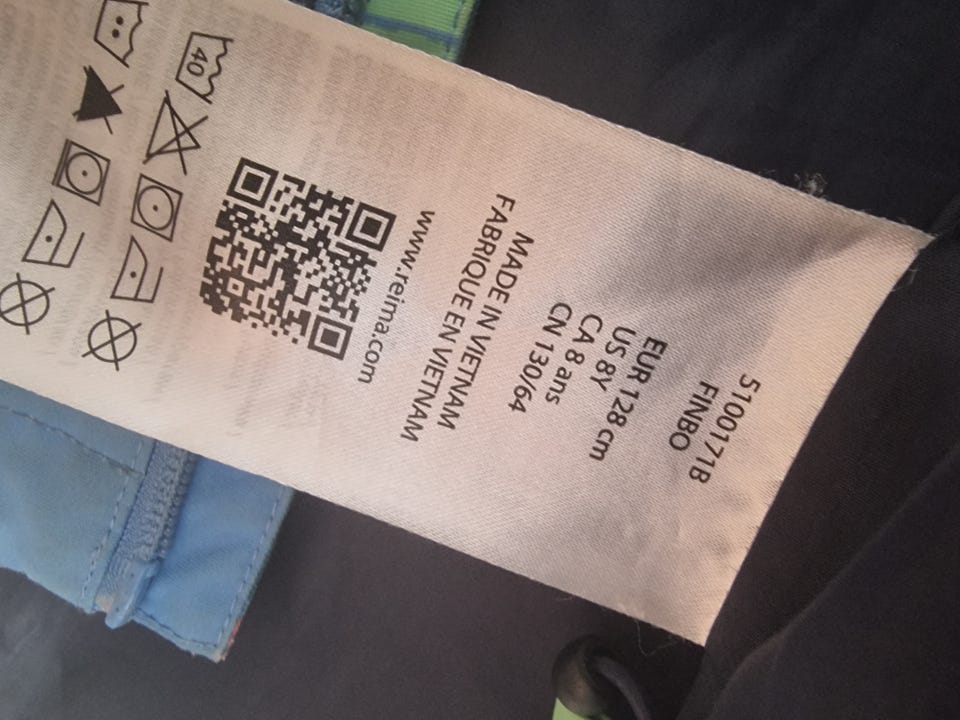 5100171B
FINBO
EUR 128 cm
US 8Y
CA 8 ans
CN 130/64
MADE IN VIETNAM
FABRIQUE EN VIETNAM
www.reima.com
40